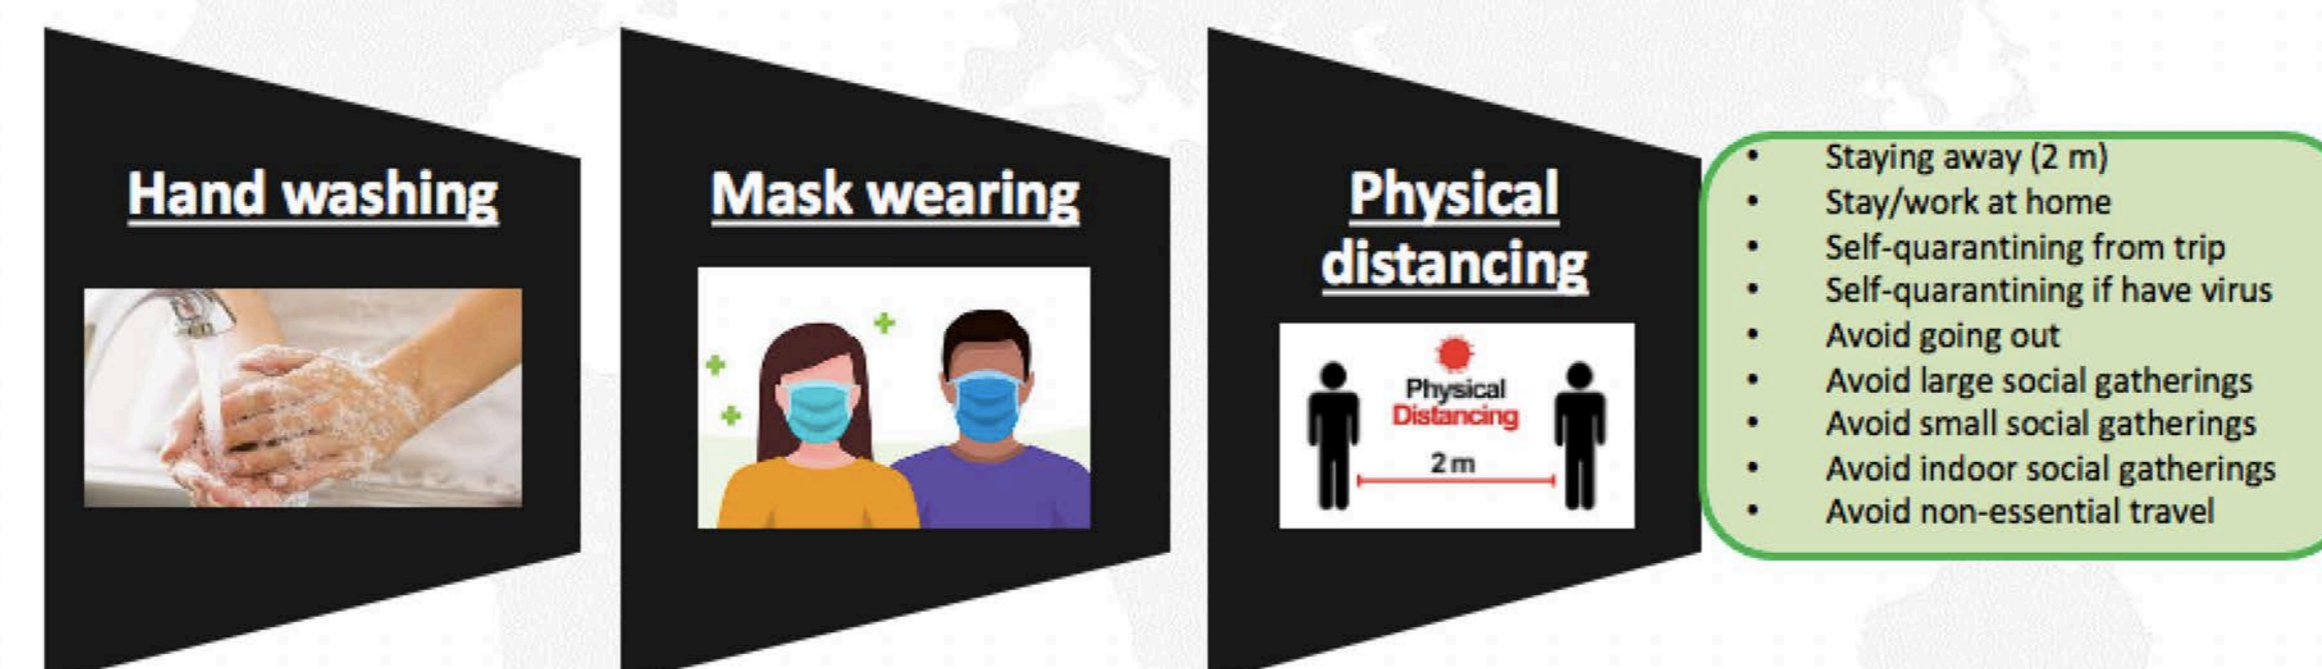 Hand washing
Mask wearing
Physical
distancing
Physical
Distancing
2 m
• Staying away (2 m)
• Stay/work at home
• Self-quarantining from trip
• Self-quarantining if have virus
• Avoid going out
• Avoid large social gatherings
• Avoid small social gatherings
• Avoid indoor social gatherings
• Avoid non-essential travel